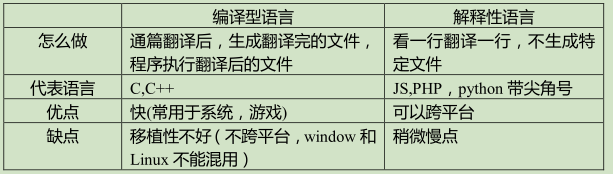 编译型语言 解释性语言
怎么做 通篇翻译后，生成翻译完的文件， 看一行翻译一行，不生成特
程序执行翻译后的文件 定文件
代表语言 C,C++ JS,PHP，python 带尖角号
优点 快(常用于系统，游戏) 可以跨平台
缺点 移植性不好（不跨平台，window 和 稍微慢点
Linux 不能混用）